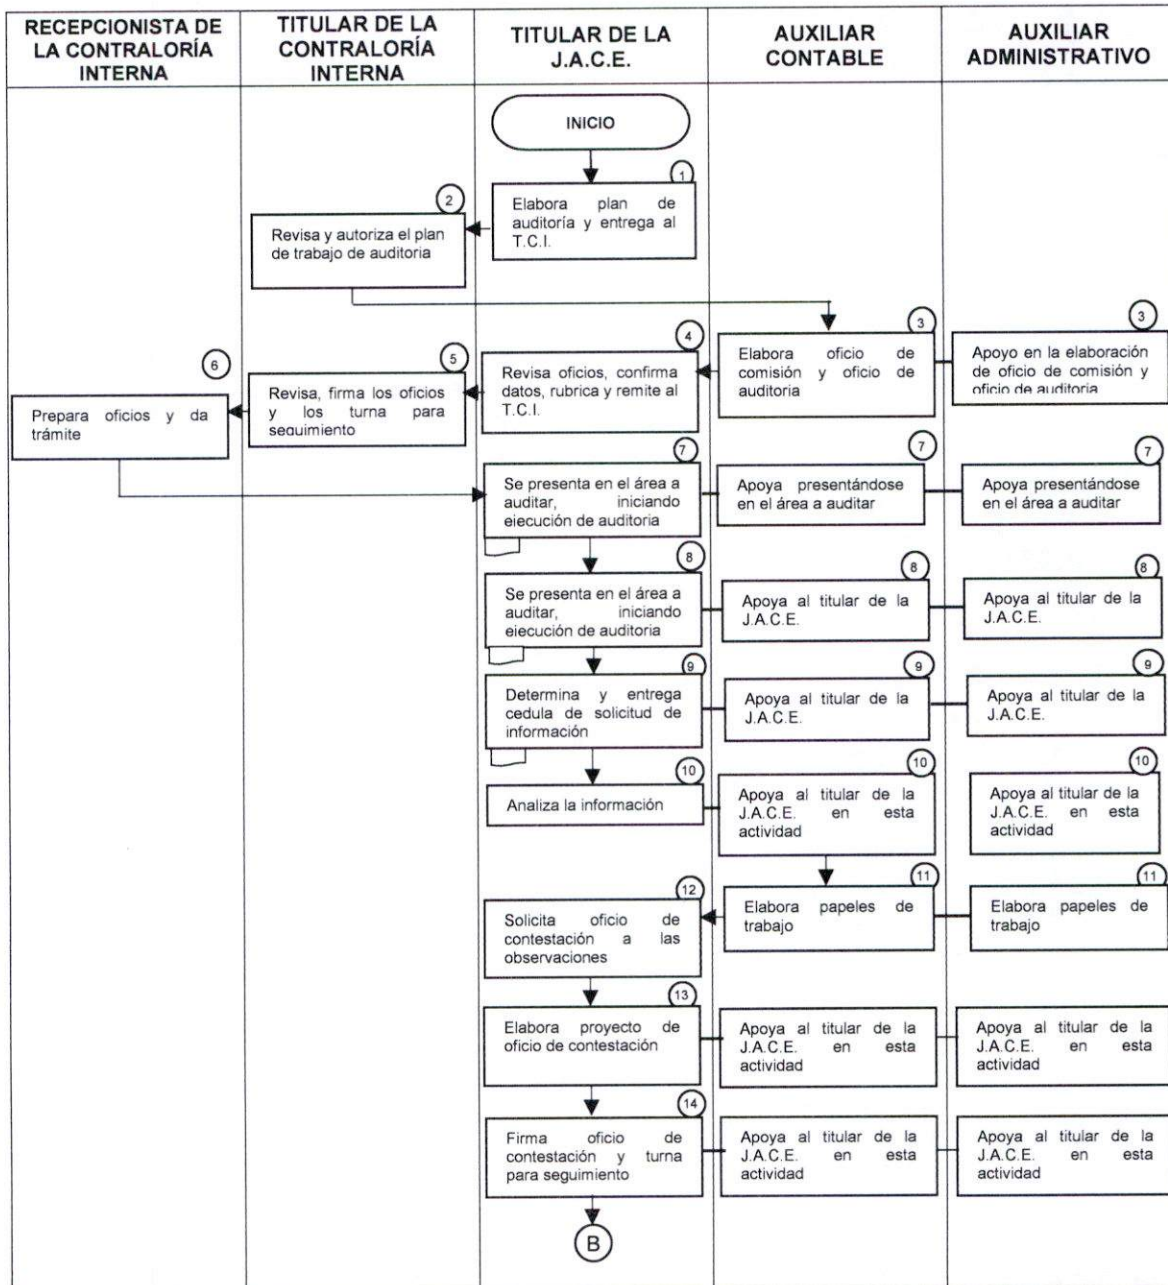 RECEPCIONISTA DE
LA CONTRALORÍA
INTERNA
TITULAR DE LA
CONTRALORÍA
INTERNA
TITULAR DE LA
J.A.C.E.
AUXILIAR
CONTABLE
AUXILIAR
ADMINISTRATIVO
INICIO
1
Elabora plan de
auditoría y entrega al
T.C.I.
2
Revisa y autoriza el plan
de trabajo de auditoria
3
Elabora oficio de
comisión y oficio de
auditoria
3
Apoyo en la elaboración
de oficio de comisión y
oficio de auditoria
4
Revisa oficios, confirma
datos, rubrica y remite al
T.C.I.
5
Revisa, firma los oficios
y los turna para
seguimiento
6
Prepara oficios y da
trámite
7
Se presenta en el área a
auditar, iniciando
ejecución de auditoria
7
Apoya presentándose
en el área a auditar
7
Apoya presentándose
en el área a auditar
8
Se presenta en el área a
auditar, iniciando
ejecución de auditoria
8
Apoya al titular de la
J.A.C.E.
8
Apoya al titular de la
J.A.C.E.
9
Determina y entrega
cedula de solicitud de
información
9
Apoya al titular de la
J.A.C.E.
9
Apoya al titular de la
J.A.C.E.
10
Analiza la información
10
Apoya al titular de la
J.A.C.E. en esta
actividad
10
Apoya al titular de la
J.A.C.E. en esta
actividad
11
Elabora papeles de
trabajo
11
Elabora papeles de
trabajo
12
Solicita oficio de
contestación a las
observaciones
13
Elabora proyecto de
oficio de contestación
Apoya al titular de la
J.A.C.E. en esta
actividad
Apoya al titular de la
J.A.C.E. en esta
actividad
14
Firma oficio de
contestación y turna
para seguimiento
Apoya al titular de la
J.A.C.E. en esta
actividad
Apoya al titular de la
J.A.C.E. en esta
actividad
B